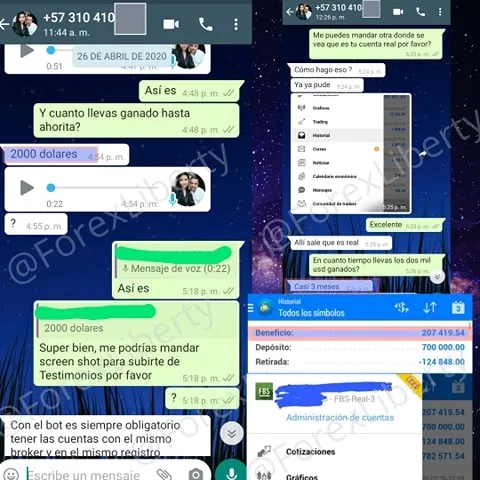 +57 310 410
11:44 a. m.
26 DE ABRIL DE 2020
0:51
Así es
4:48 p. m.
Y cuanto llevas ganado hasta
ahorita?
4:48 p. m.
2000 dolares
4:54 p. m.
0:22
4:54 p. m.
?
4:55 p. m.
Mensaje de voz (0:22)
Así es
5:18 p. m.
2000 dolares
Super bien, me podrías mandar
screen shot para subirte de
Testimonios por favor
5:18 p. m.
?
5:18 p. m.
Con el bot es siempre obligatorio
tener las cuentas con el mismo
broker y en el mismo registro
Escribe un mensaje
+57 310 410
12:26 p. m.
Me puedes mandar otra donde se
vea que es tu cuenta real por favor?
5:23 p. m.
Cómo hago eso ?
5:24 p. m.
Ya ya pude
5:24 p. m.
Gráficos
Trading
Historial
Correo
Noticias
Calendario económico
Mensajes
Comunidad de traders
5:25 p. m.
Excelente
5:25 p. m.
Allí sale que es real
5:25 p. m.
En cuanto tiempo llevas los dos mil
usd ganados?
5:26 p. m.
Casi 3 meses
Historial
Todos los símbolos
Beneficio:
207 419.54
Depósito:
700 000.00
Retirada:
-124 848.00
FBS
- FBS-Real-3
Administración de cuentas
Cotizaciones
Gráficos
207 419.54
700 000.00
124 848.00
782 571.54
@ForexLiberty
@ForexLiberty